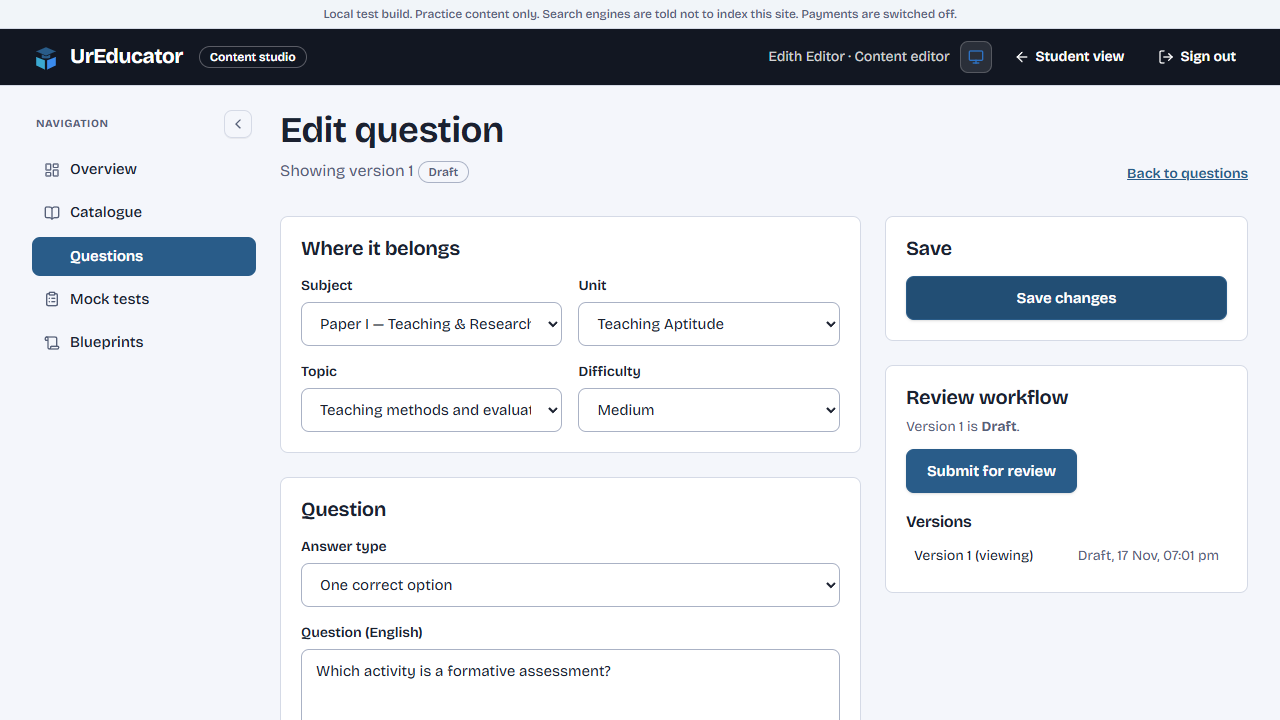 Local test build. Practice content only. Search engines are told not to index this site. Payments are switched off.
UrEducator
Content studio
Edith Editor · Content editor
Student view
Sign out
NAVIGATION
Overview
Catalogue
Questions
Mock tests
Blueprints
Edit question
Showing version 1 Draft
Back to questions
Where it belongs
Subject
Unit
Paper I — Teaching & Research
Teaching Aptitude
Topic
Difficulty
Teaching methods and evaluat
Medium
Question
Answer type
One correct option
Question (English)
Which activity is a formative assessment?
Save
Save changes
Review workflow
Version 1 is Draft.
Submit for review
Versions
Version 1 (viewing)
Draft, 17 Nov, 07:01 pm